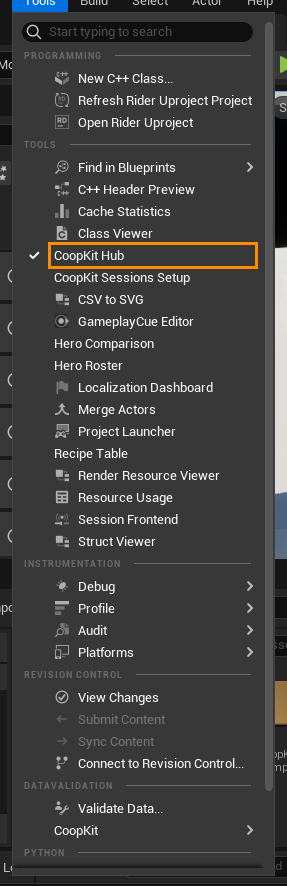 Tools Build Select Actor Help
Start typing to search
PROGRAMMING
New C++ Class...
Refresh Rider Uproject Project
Open Rider Uproject
TOOLS
Find in Blueprints
C++ Header Preview
Cache Statistics
Class Viewer
CoopKit Hub
CoopKit Sessions Setup
CSV to SVG
GameplayCue Editor
Hero Comparison
Hero Roster
Localization Dashboard
Merge Actors
Project Launcher
Recipe Table
Render Resource Viewer
Resource Usage
Session Frontend
Struct Viewer
INSTRUMENTATION
Debug
Profile
Audit
Platforms
REVISION CONTROL
View Changes
Submit Content
Sync Content
Connect to Revision Control...
DATAVALIDATION
Validate Data...
CoopKit
PYTHON